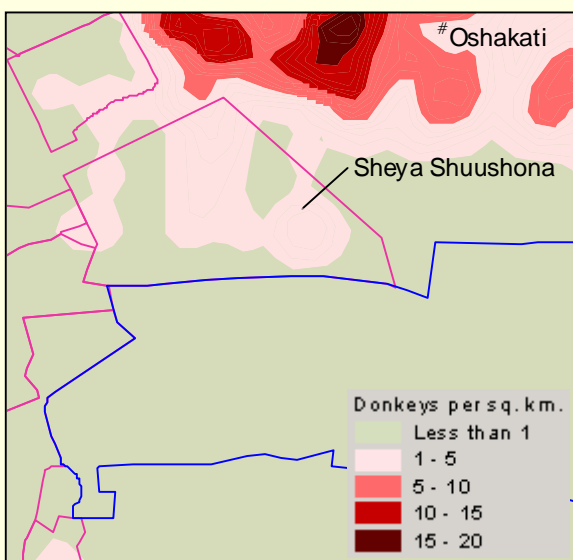 #Oshakati
Sheya Shuushona
Donkeys per sq. km.
Less than 1
1 - 5
5 - 10
10 - 15
15 - 20